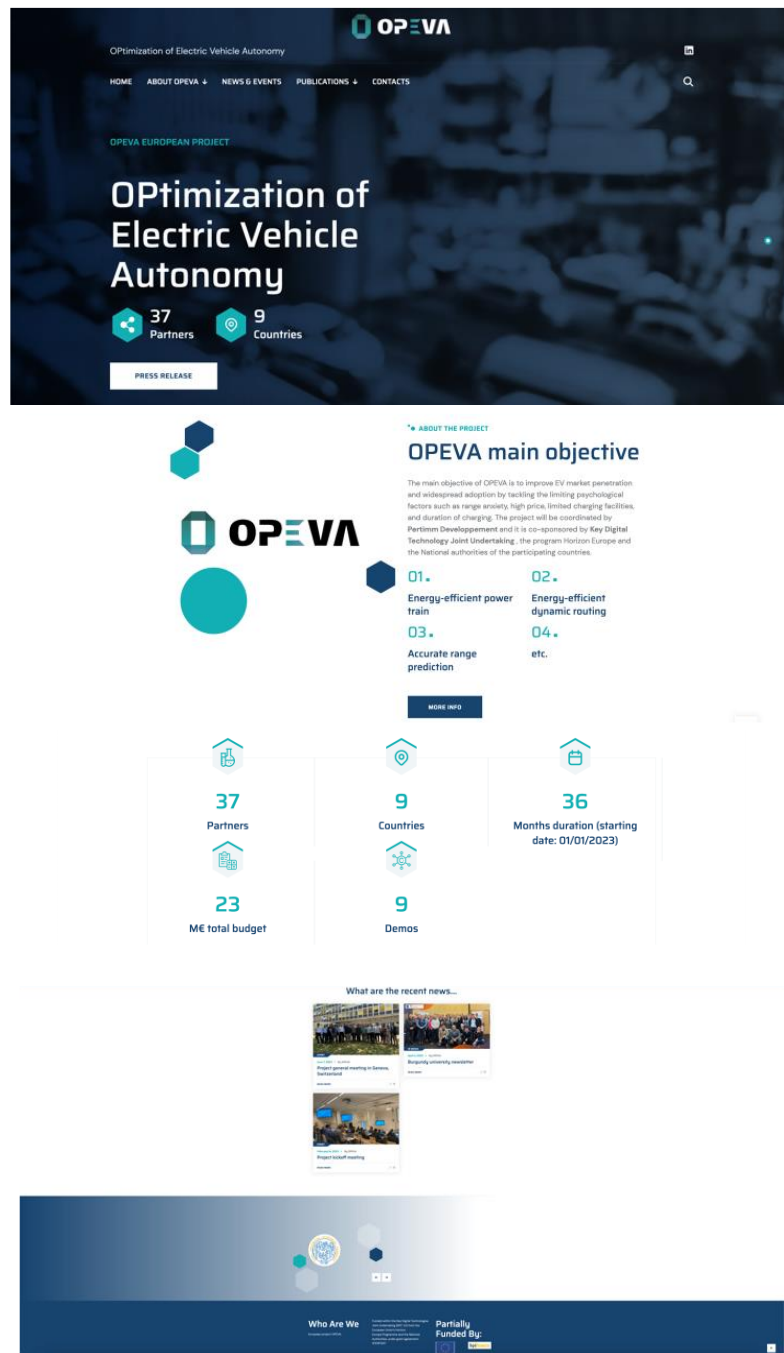 OPEVA
OPtimization of Electric Vehicle Autonomy
in
HOME ABOUT OPEVA ↓ NEWS & EVENTS PUBLICATIONS ↓ CONTACTS
OPEVA EUROPEAN PROJECT
OPtimization of
Electric Vehicle
Autonomy
37
Partners
9
Countries
PRESS RELEASE
OPEVA
ABOUT THE PROJECT
OPEVA main objective
The main objective of OPEVA is to improve EV market penetration
and widespread adoption by tackling the limiting psychological
factors such as range anxiety, high price, limited charging facilities,
and duration of charging. The project will be coordinated by
Pertimm Developpement and it is co-sponsored by Key Digital
Technology Joint Undertaking , the program Horizon Europe and
the National authorities of the participating countries.
01.
Energy-efficient power
train
02.
Energy-efficient
dynamic routing
03.
Accurate range
prediction
04.
etc.
MORE INFO
37
Partners
9
Countries
36
Months duration (starting
date: 01/01/2023)
23
M€ total budget
9
Demos
What are the recent news...
Project general meeting in Geneva,
Switzerland
READ MORE
Burgundy university newsletter
READ MORE
Project kickoff meeting
READ MORE
Who Are We
Partially
Funded By: